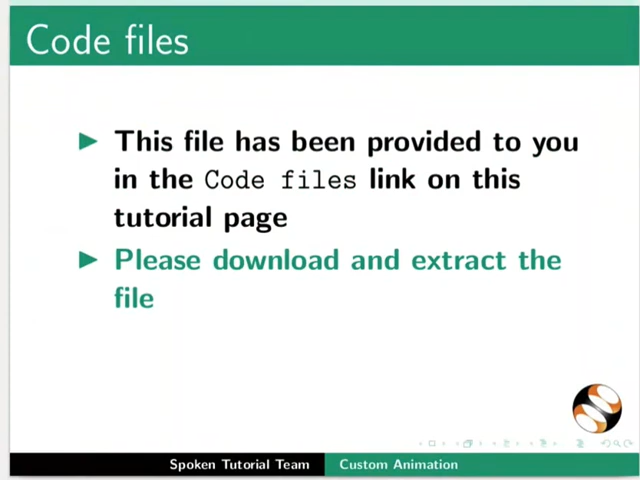 Code files
This file has been provided to you
in the Code files link on this
tutorial page
Please download and extract the
file
Spoken Tutorial Team Custom Animation